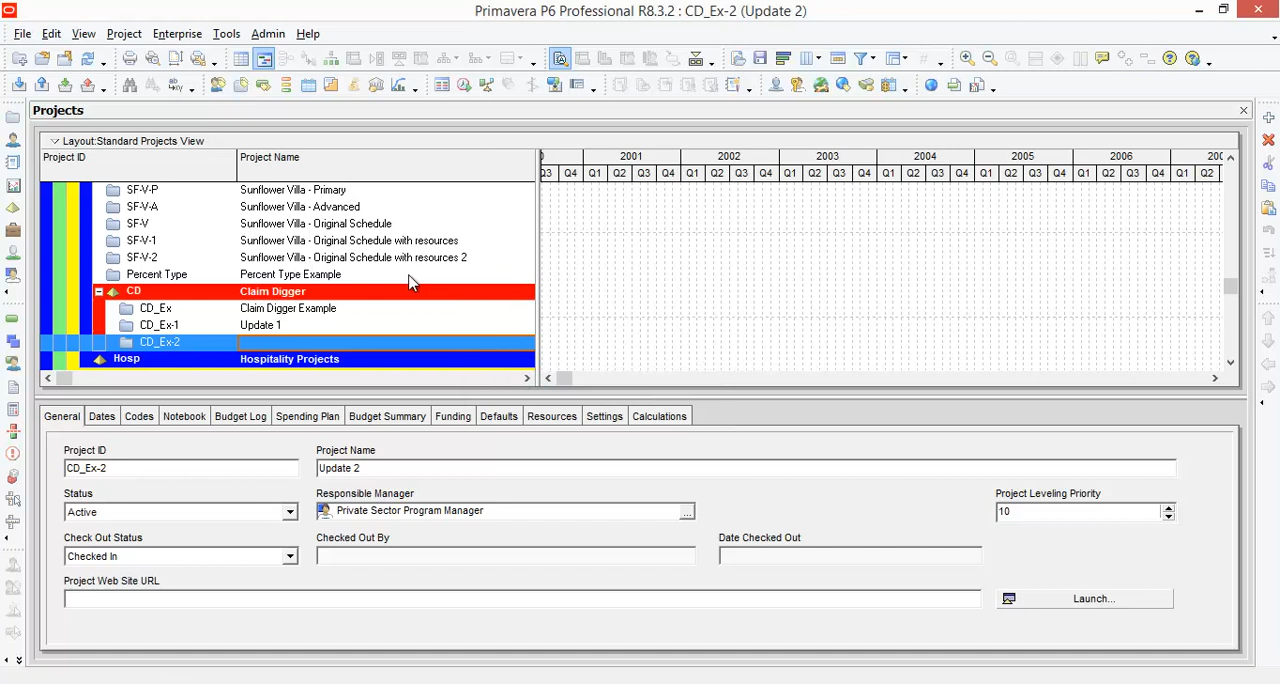 Primavera P6 Professional R8.3.2 : CD_Ex-2 (Update 2)
File Edit View Project Enterprise Tools Admin Help
Projects
Layout:Standard Projects View
Project ID Project Name
2001 2002 2003 2004 2005 2006 200
Q3 Q4 Q1 Q2 Q3 Q4 Q1 Q2 Q3 Q4 Q1 Q2 Q3 Q4 Q1 Q2 Q3 Q4 Q1 Q2 Q3 Q4 Q1 Q2 Q3 Q4 Q1 Q2
SF-V-P Sunflower Villa - Primary
SF-V-A Sunflower Villa - Advanced
SF-V Sunflower Villa - Original Schedule
SF-V-1 Sunflower Villa - Original Schedule with resources
SF-V-2 Sunflower Villa - Original Schedule with resources 2
Percent Type Percent Type Example
CD Claim Digger
CD_Ex Claim Digger Example
CD_Ex-1 Update 1
CD_Ex-2
Hosp Hospitality Projects
General Dates Codes Notebook Budget Log Spending Plan Budget Summary Funding Defaults Resources Settings Calculations
Project ID Project Name
CD_Ex-2 Update 2
Status Responsible Manager Project Leveling Priority
Active Private Sector Program Manager ... 10
Check Out Status Checked Out By Date Checked Out
Checked In
Project Web Site URL
Launch...